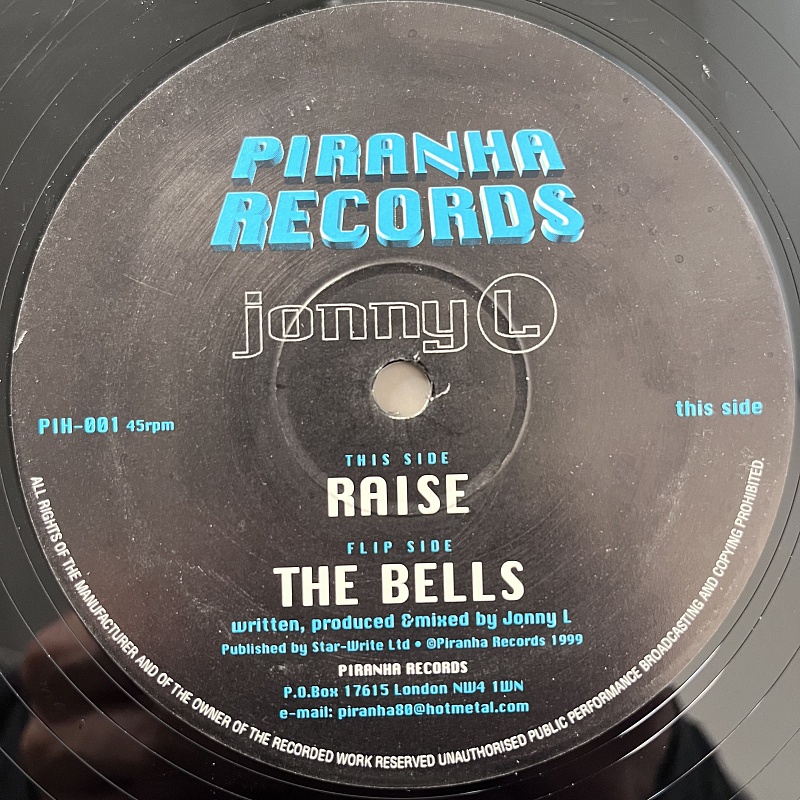 PIRANHA
RECORDS
jonny L
PIH-001 45rpm
this side
THIS SIDE
RAISE
FLIP SIDE
THE BELLS
written, produced &mixed by Jonny L
Published by Star-Write Ltd • ©Piranha Records 1999
PIRANHA RECORDS
P.O.Box 17615 London NW4 1WN
e-mail: piranha80@hotmetal.com
ALL RIGHTS OF THE MANUFACTURER AND OF THE OWNER OF THE RECORDED WORK RESERVED UNAUTHORISED PUBLIC PERFORMANCE BROADCASTING AND COPYING PROHIBITED.